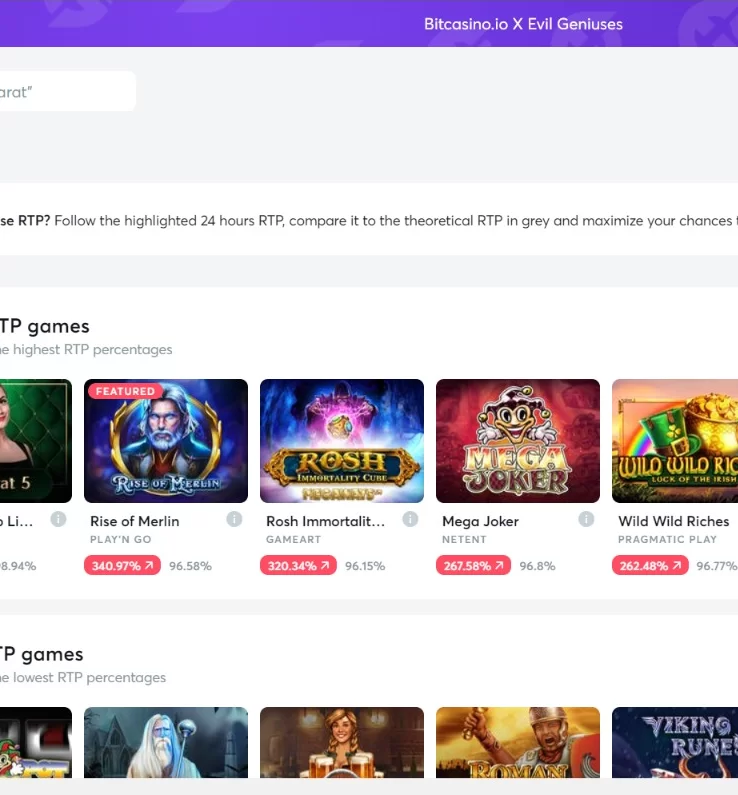 Bitcasino.io X Evil Geniuses
arat"
se RTP? Follow the highlighted 24 hours RTP, compare it to the theoretical RTP in grey and maximize your chances
TP games
e highest RTP percentages
FEATURED
at 5
RISE OF MERLIN
ROSH
IMMORTALITY CUBE
MEGA
JOKER
WILD WILD RIC
LUCK OF THE IRISH
Li...
Rise of Merlin
Rosh Immortalit...
Mega Joker
Wild Wild Riches
PLAY'N GO
GAMEART
NETENT
PRAGMATIC PLAY
8.94%
340.97% 96.58%
320.34% 96.15%
267.58% 96.8%
262.48% 96.77%
TP games
e lowest RTP percentages
ROMAN
VIKING
RUNE